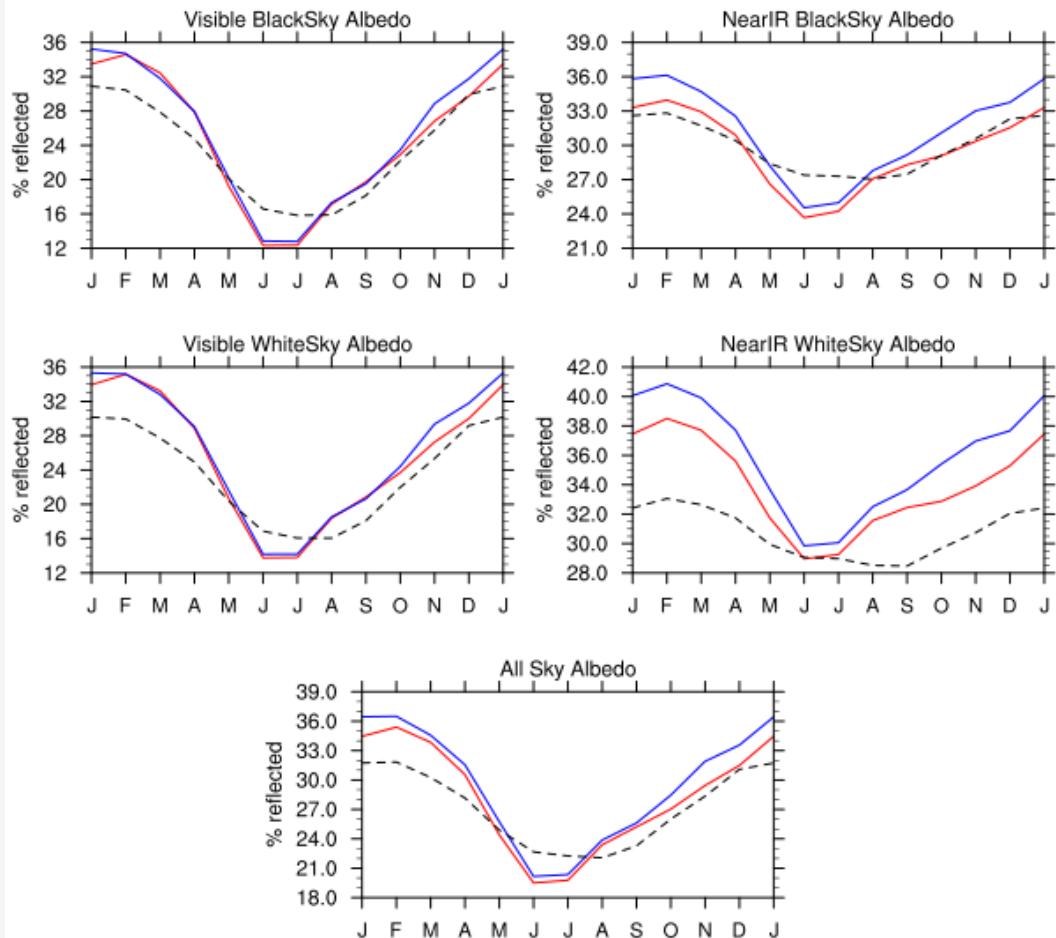 Visible BlackSky Albedo
36
32
28
24
20
16
12
% reflected
J F M A M J J A S O N D J
NearIR BlackSky Albedo
39.0
36.0
33.0
30.0
27.0
24.0
21.0
% reflected
J F M A M J J A S O N D J
Visible WhiteSky Albedo
36
32
28
24
20
16
12
% reflected
J F M A M J J A S O N D J
NearIR WhiteSky Albedo
42.0
40.0
38.0
36.0
34.0
32.0
30.0
28.0
% reflected
J F M A M J J A S O N D J
All Sky Albedo
39.0
36.0
33.0
30.0
27.0
24.0
21.0
18.0
% reflected
J F M A M J J A S O N D J